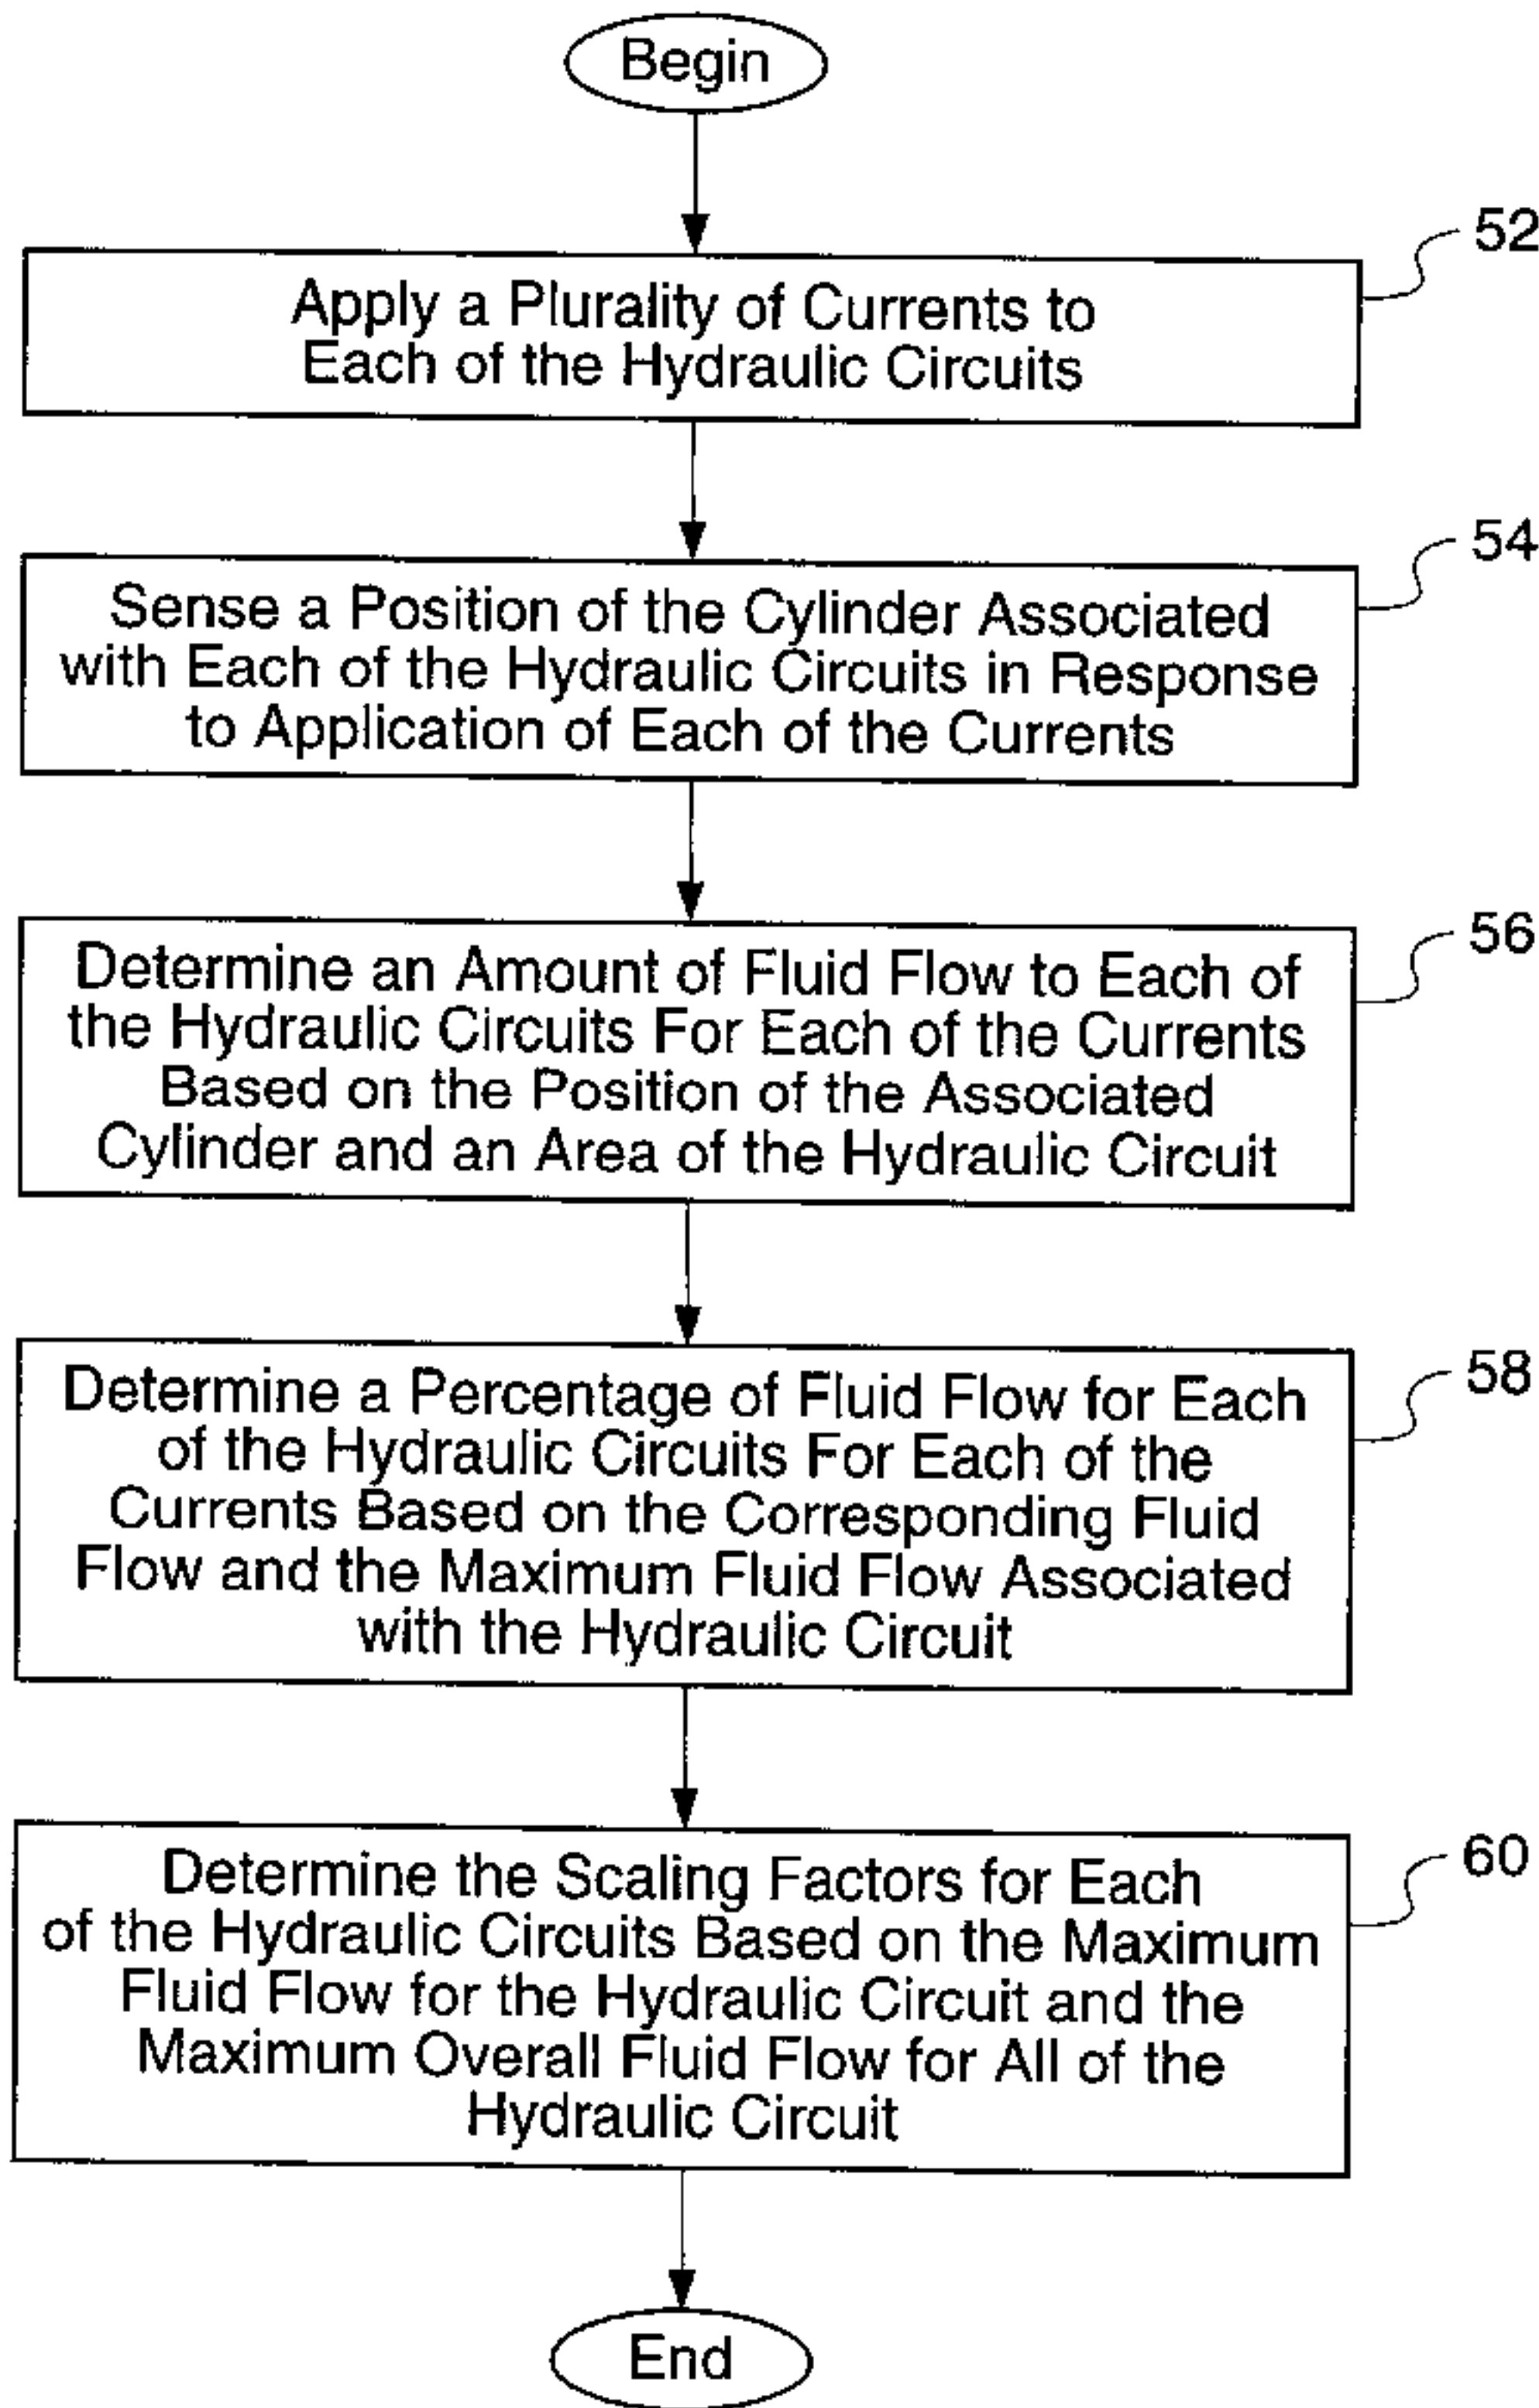 Begin
52
Apply a Plurality of Currents to
Each of the Hydraulic Circuits
54
Sense a Position of the Cylinder Associated
with Each of the Hydraulic Circuits in Response
to Application of Each of the Currents
56
Determine an Amount of Fluid Flow to Each of
the Hydraulic Circuits For Each of the Currents
Based on the Position of the Associated
Cylinder and an Area of the Hydraulic Circuit
58
Determine a Percentage of Fluid Flow for Each
of the Hydraulic Circuits For Each of the
Currents Based on the Corresponding Fluid
Flow and the Maximum Fluid Flow Associated
with the Hydraulic Circuit
60
Determine the Scaling Factors for Each
of the Hydraulic Circuits Based on the Maximum
Fluid Flow for the Hydraulic Circuit and the
Maximum Overall Fluid Flow for All of the
Hydraulic Circuit
End